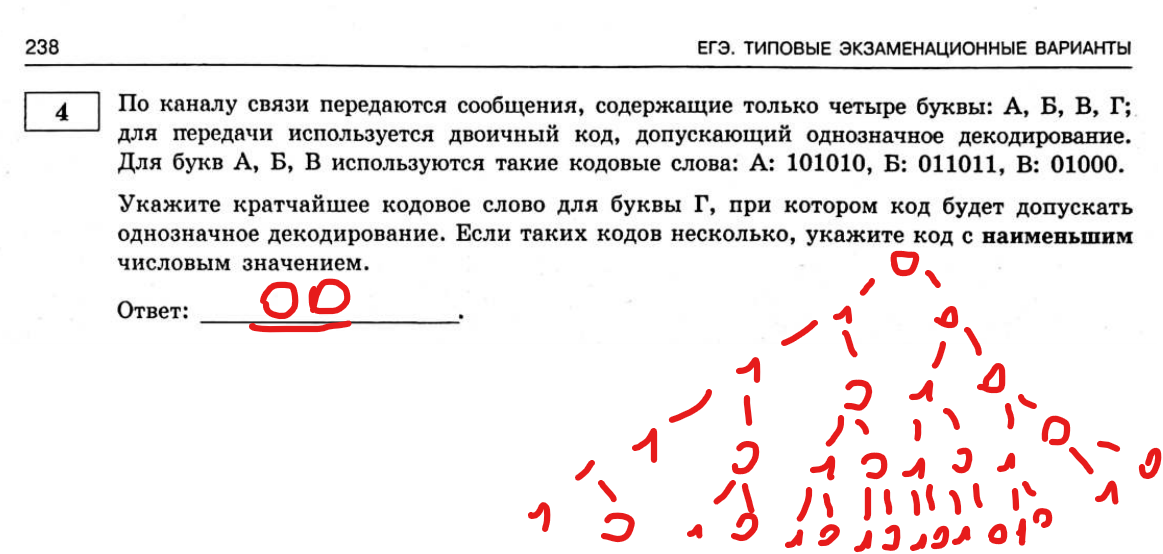 238
ЕГЭ. ТИПОВЫЕ ЭКЗАМЕНАЦИОННЫЕ ВАРИАНТЫ
4
По каналу связи передаются сообщения, содержащие только четыре буквы: А, Б, В, Г;
для передачи используется двоичный код, допускающий однозначное декодирование.
Для букв А, Б, В используются такие кодовые слова: А: 101010, Б: 011011, В: 01000.
Укажите кратчайшее кодовое слово для буквы Г, при котором код будет допускать
однозначное декодирование. Если таких кодов несколько, укажите код с наименьшим
числовым значением.
Ответ: 00.
0
1 0
1 0 1 0
1 0 1 0 1 0 1 0
1 0 1 0 1 0 1 0 1 0 1 0 1 0 1 0